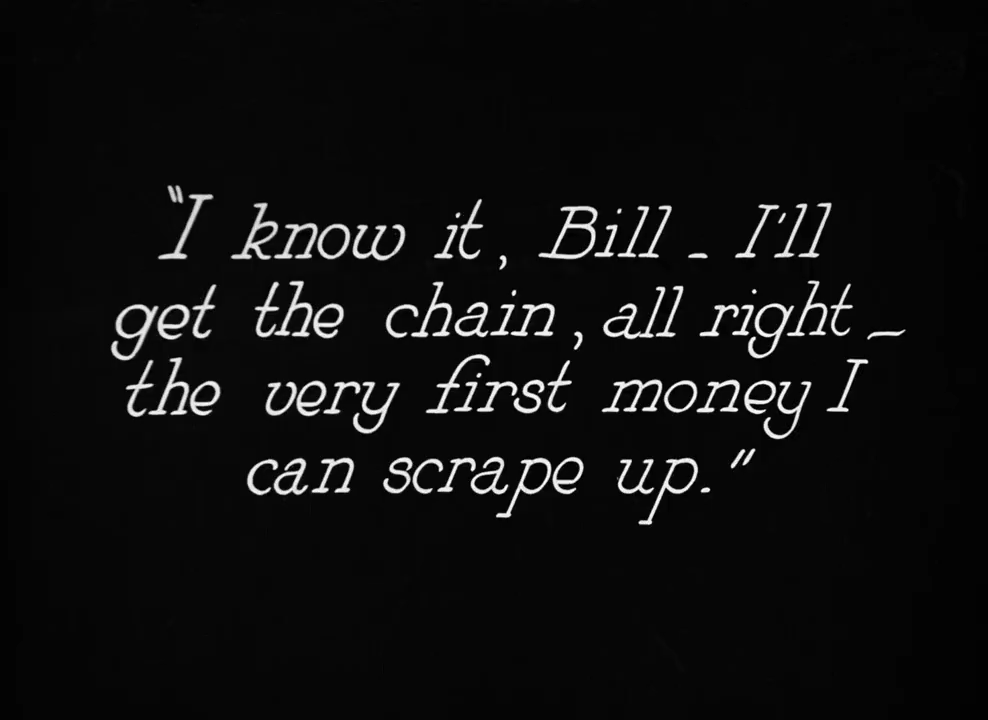 "I know it, Bill - I'll
get the chain, all right -
the very first money I
can scrape up."